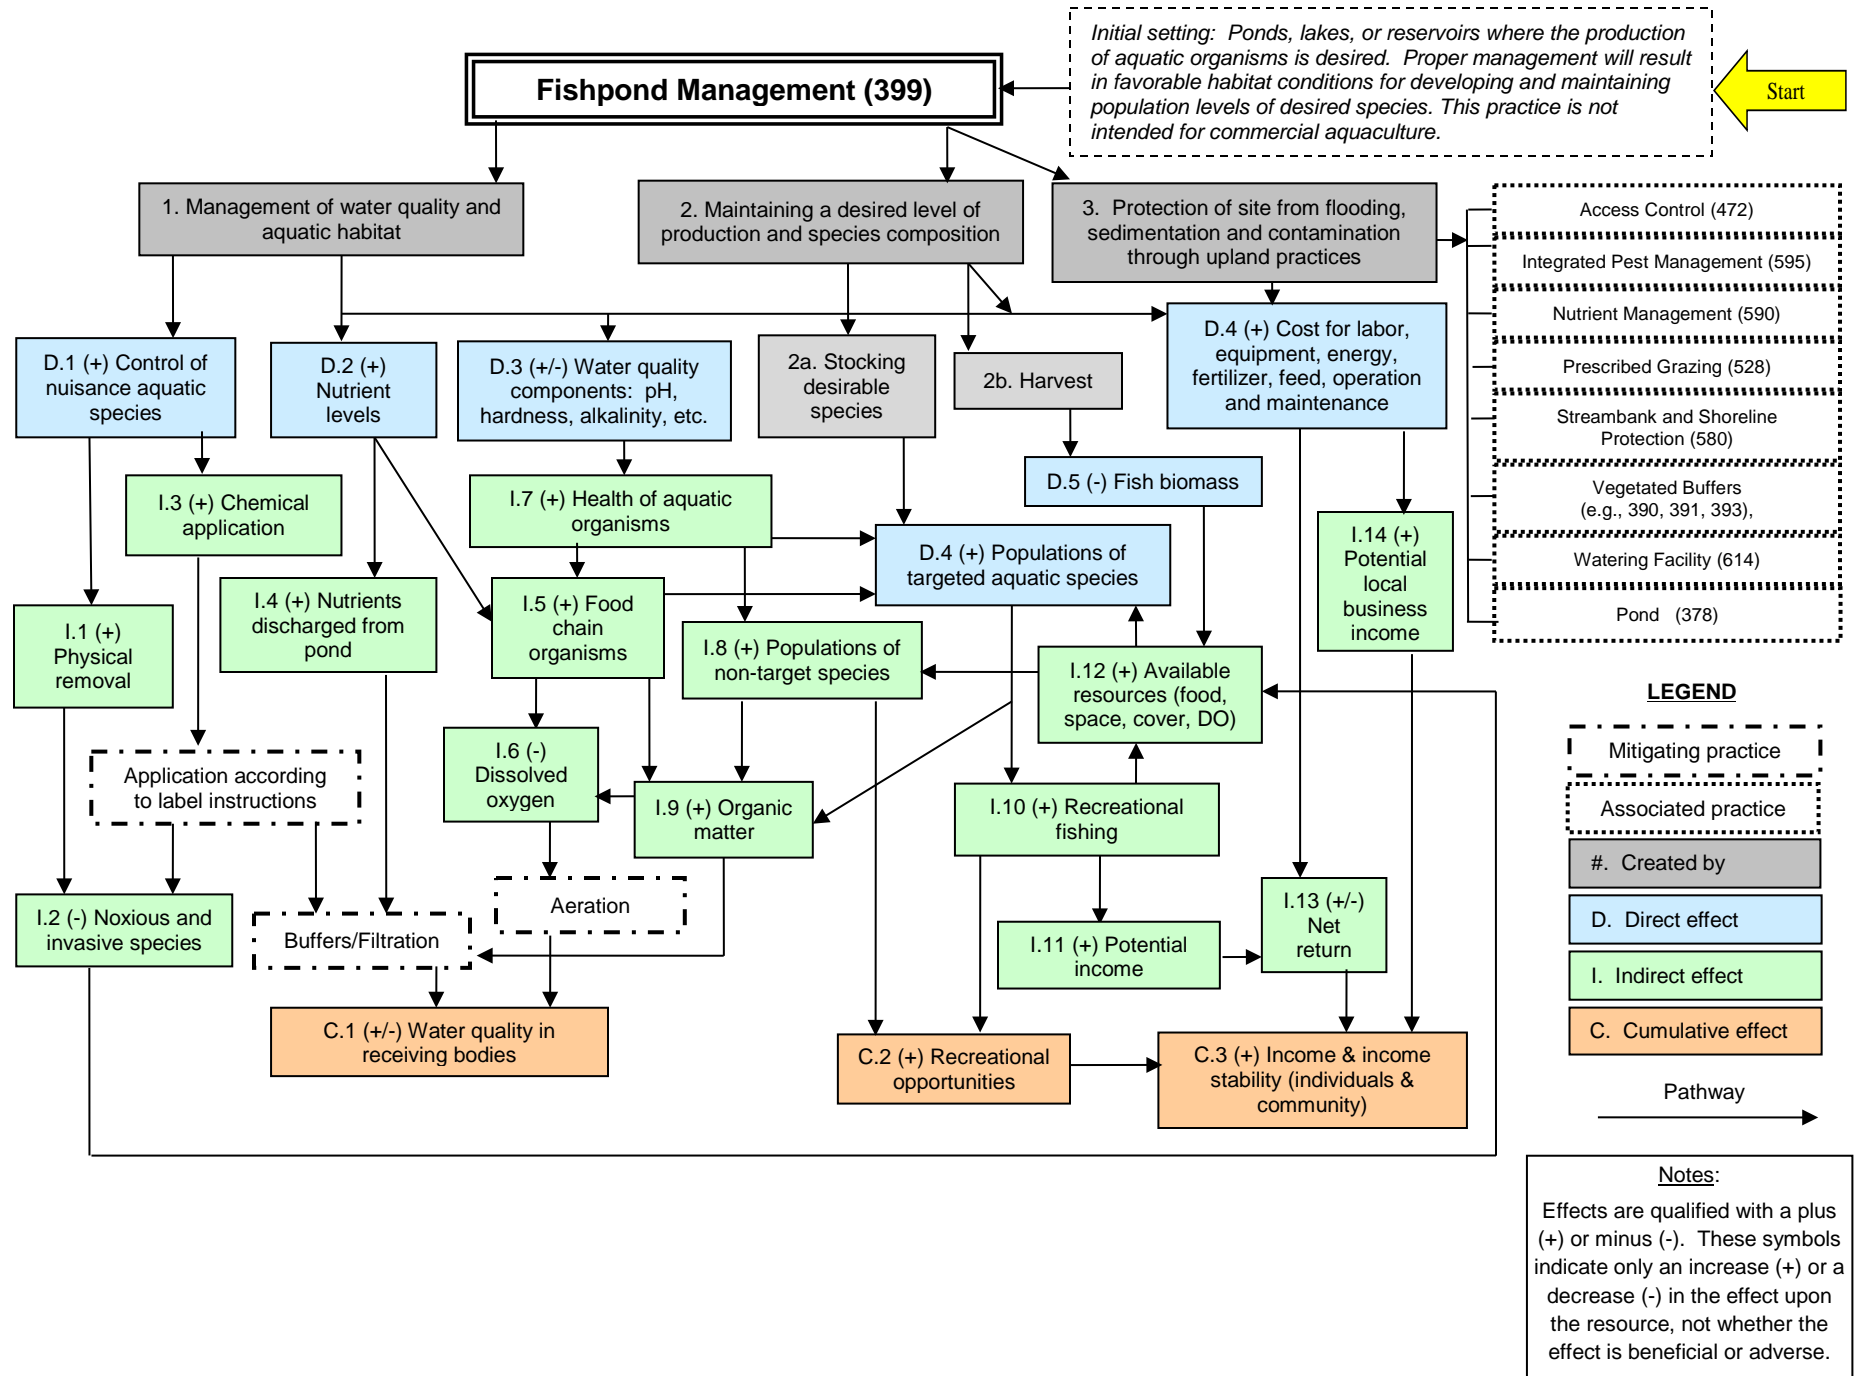 Initial setting:  Ponds, lakes, or reservoirs where the production
of aquatic organisms is desired.  Proper management will result
in favorable habitat conditions for developing and maintaining
population levels of desired species. This practice is not
intended for commercial aquaculture.
Start
Fishpond Management (399)
1. Management of water quality and
aquatic habitat
2. Maintaining a desired level of
production and species composition
3.  Protection of site from flooding,
sedimentation and contamination
through upland practices
Access Control (472)
Integrated Pest Management (595)
Nutrient Management (590)
Prescribed Grazing (528)
Streambank and Shoreline
Protection (580)
Vegetated Buffers
(e.g., 390, 391, 393),
Watering Facility (614)
Pond   (378)
D.1 (+) Control of
nuisance aquatic
species
D.2 (+)
Nutrient
levels
D.3 (+/-) Water quality
components:  pH,
hardness, alkalinity, etc.
2a. Stocking
desirable
species
2b. Harvest
D.4 (+) Cost for labor,
equipment, energy,
fertilizer, feed, operation
and maintenance
D.5 (-) Fish biomass
I.3 (+) Chemical
application
I.7 (+) Health of aquatic
organisms
D.4 (+) Populations of
targeted aquatic species
I.14 (+)
Potential
local
business
income
I.1 (+)
Physical
removal
I.4 (+) Nutrients
discharged from
pond
I.5 (+) Food
chain
organisms
I.8 (+) Populations of
non-target species
I.12 (+) Available
resources (food,
space, cover, DO)
Application according
to label instructions
I.6 (-)
Dissolved
oxygen
I.9 (+) Organic
matter
I.10 (+) Recreational
fishing
I.2 (-) Noxious and
invasive species
Buffers/Filtration
Aeration
I.11 (+) Potential
income
I.13 (+/-)
Net
return
C.1 (+/-) Water quality in
receiving bodies
C.2 (+) Recreational
opportunities
C.3 (+) Income & income
stability (individuals &
community)
LEGEND
Mitigating practice
Associated practice
#.  Created by
D.  Direct effect
I.  Indirect effect
C.  Cumulative effect
Pathway
Notes:
Effects are qualified with a plus
(+) or minus (-).  These symbols
indicate only an increase (+) or a
decrease (-) in the effect upon
the resource, not whether the
effect is beneficial or adverse.